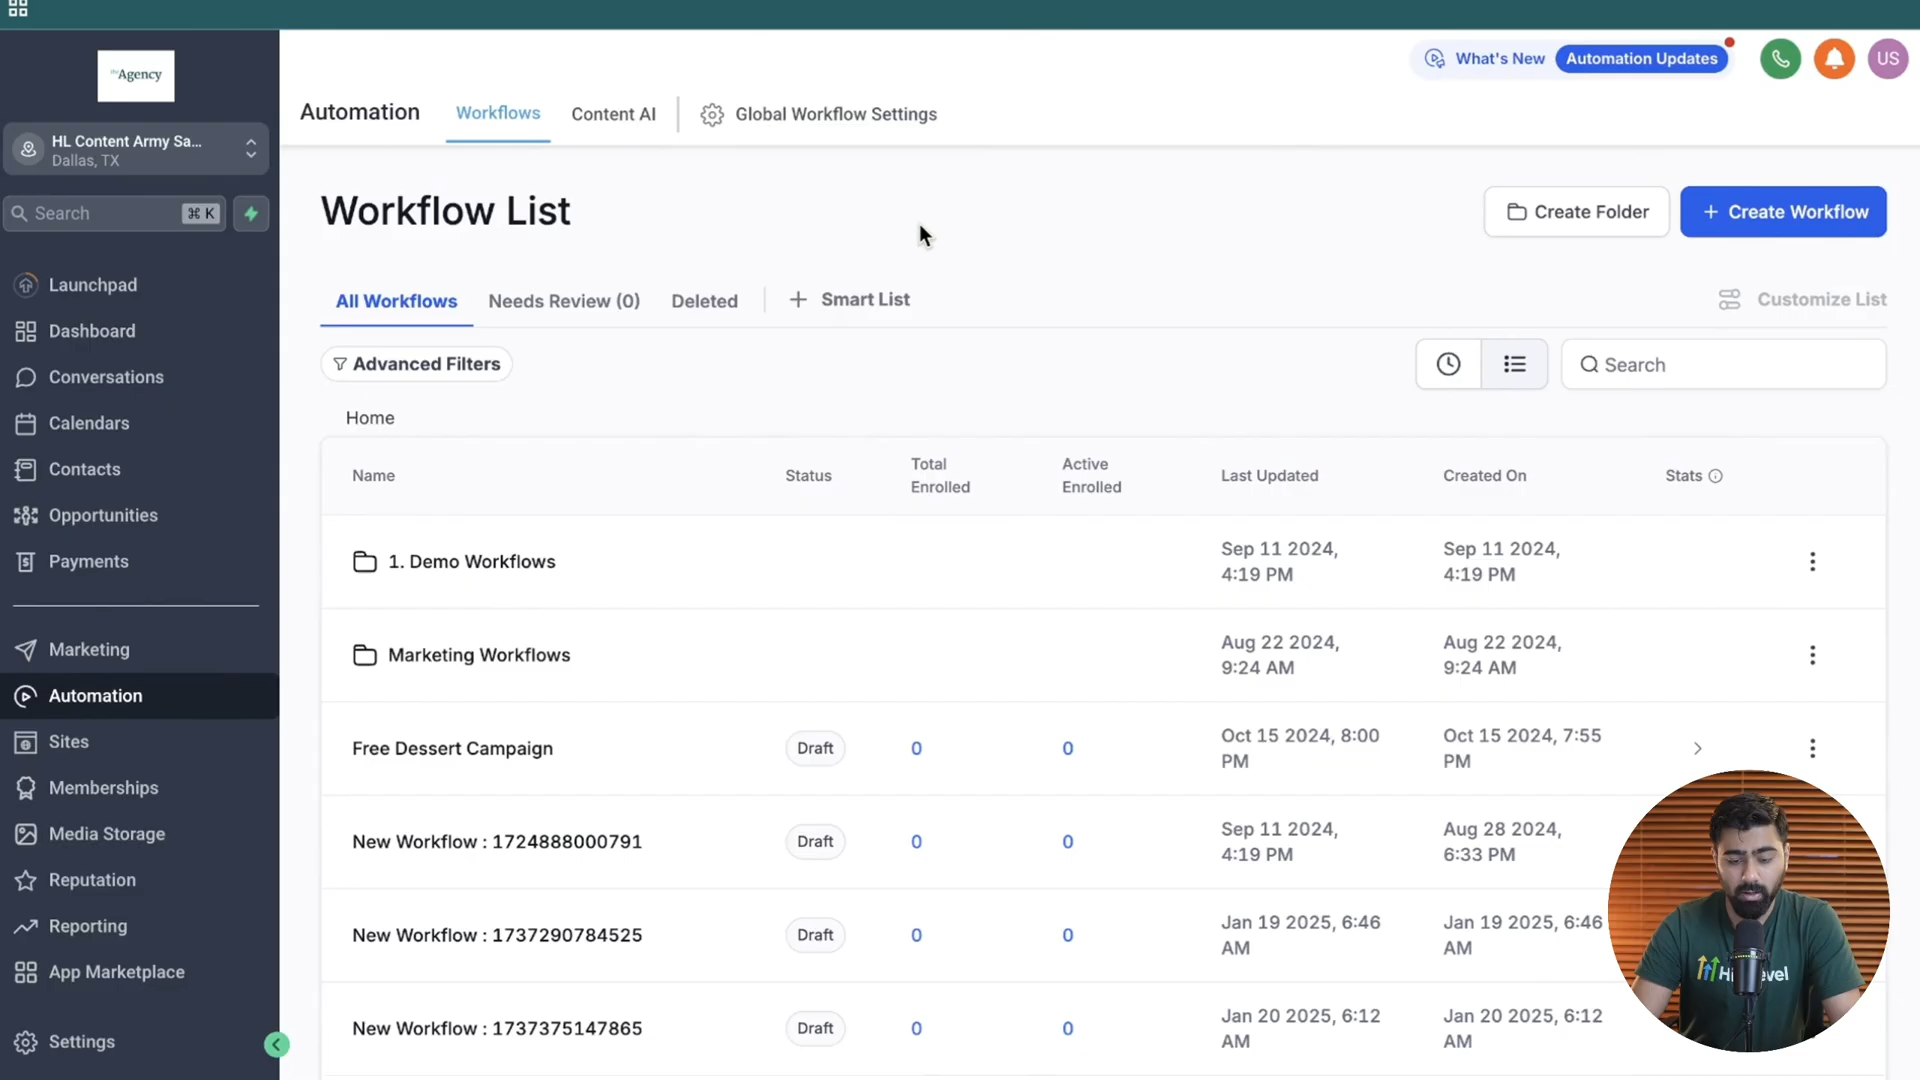 What's New
Automation Updates
US
the Agency
Automation
Workflows
Content AI
Global Workflow Settings
HL Content Army Sa...
Dallas, TX
Search
⌘ K
Workflow List
Create Folder
+ Create Workflow
Launchpad
Dashboard
Conversations
Calendars
Contacts
Opportunities
Payments
Marketing
Automation
Sites
Memberships
Media Storage
Reputation
Reporting
App Marketplace
Settings
All Workflows
Needs Review (0)
Deleted
+ Smart List
Customize List
Advanced Filters
Search
Home
Name
Status
Total
Enrolled
Active
Enrolled
Last Updated
Created On
Stats
1. Demo Workflows
Sep 11 2024,
4:19 PM
Sep 11 2024,
4:19 PM
Marketing Workflows
Aug 22 2024,
9:24 AM
Aug 22 2024,
9:24 AM
Free Dessert Campaign
Draft
0
0
Oct 15 2024, 8:00
PM
Oct 15 2024, 7:55
PM
New Workflow : 1724888000791
Draft
0
0
Sep 11 2024,
4:19 PM
Aug 28 2024,
6:33 PM
New Workflow : 1737290784525
Draft
0
0
Jan 19 2025, 6:46
AM
Jan 19 2025, 6:46
AM
New Workflow : 1737375147865
Draft
0
0
Jan 20 2025, 6:12
AM
Jan 20 2025, 6:12
AM